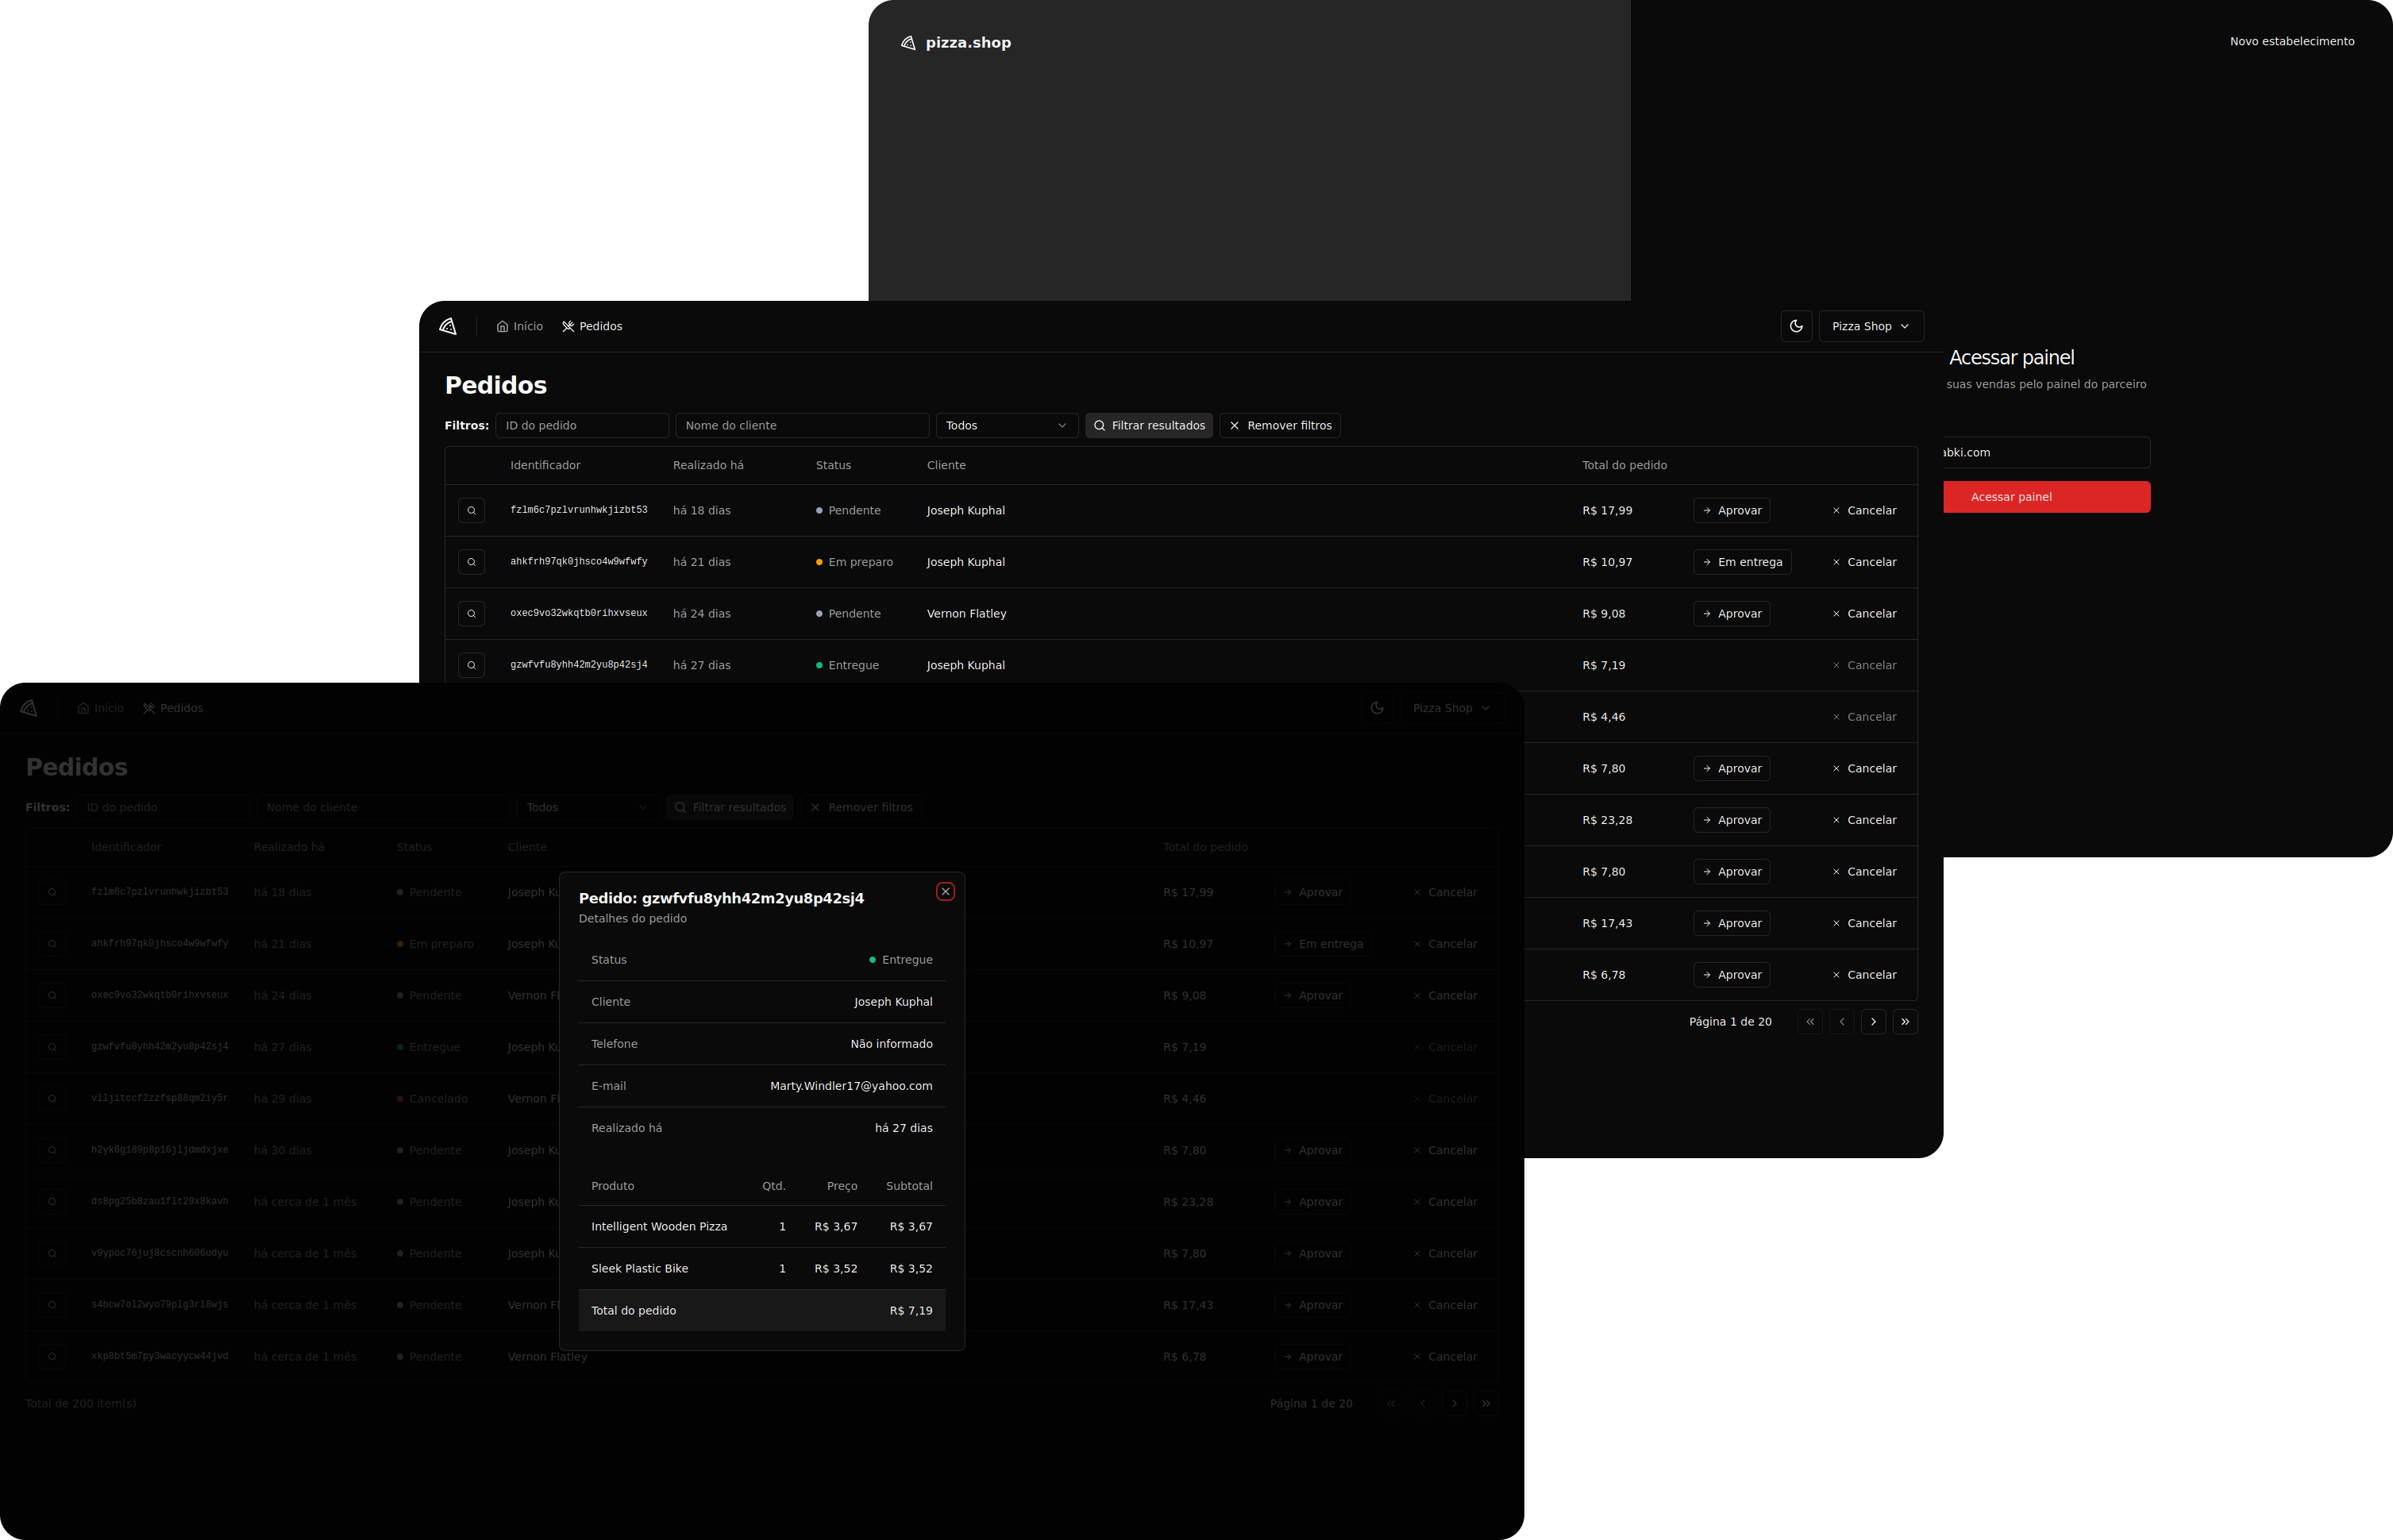 pizza.shop
Novo estabelecimento
Acessar painel
suas vendas pelo painel do parceiro
abki.com
Acessar painel
Início Pedidos Pizza Shop
Pedidos
Filtros: ID do pedido Nome do cliente Todos Filtrar resultados Remover filtros
Identificador Realizado há Status Cliente Total do pedido
fzlm6c7pzlvrunhwkjizbt53 há 18 dias Pendente Joseph Kuphal R$ 17,99 Aprovar Cancelar
ahkfrh97qk0jhsco4w9wfwfy há 21 dias Em preparo Joseph Kuphal R$ 10,97 Em entrega Cancelar
oxec9vo32wkqtb0rihxvseux há 24 dias Pendente Vernon Flatley R$ 9,08 Aprovar Cancelar
gzwfvfu8yhh42m2yu8p42sj4 há 27 dias Entregue Joseph Kuphal R$ 7,19 Cancelar
R$ 4,46 Cancelar
R$ 7,80 Aprovar Cancelar
R$ 23,28 Aprovar Cancelar
R$ 7,80 Aprovar Cancelar
R$ 17,43 Aprovar Cancelar
R$ 6,78 Aprovar Cancelar
Página 1 de 20
Início Pedidos Pizza Shop
Pedidos
Filtros: ID do pedido Nome do cliente Todos Filtrar resultados Remover filtros
Identificador Realizado há Status Cliente Total do pedido
fzlm6c7pzlvrunhwkjizbt53 há 18 dias Pendente Joseph Ku R$ 17,99 Aprovar Cancelar
ahkfrh97qk0jhsco4w9wfwfy há 21 dias Em preparo Joseph Ku R$ 10,97 Em entrega Cancelar
oxec9vo32wkqtb0rihxvseux há 24 dias Pendente Vernon Fl R$ 9,08 Aprovar Cancelar
gzwfvfu8yhh42m2yu8p42sj4 há 27 dias Entregue Joseph Ku R$ 7,19 Cancelar
há 29 dias Cancelado Vernon Fl R$ 4,46 Cancelar
há 30 dias Pendente Joseph Ku R$ 7,80 Aprovar Cancelar
há cerca de 1 mês Pendente Joseph Ku R$ 23,28 Aprovar Cancelar
há cerca de 1 mês Pendente Joseph Ku R$ 7,80 Aprovar Cancelar
há cerca de 1 mês Pendente Vernon Fl R$ 17,43 Aprovar Cancelar
há cerca de 1 mês Pendente Vernon Flatley R$ 6,78 Aprovar Cancelar
Total de 200 item(s) Página 1 de 20
Pedido: gzwfvfu8yhh42m2yu8p42sj4
Detalhes do pedido
Status Entregue
Cliente Joseph Kuphal
Telefone Não informado
E-mail Marty.Windler17@yahoo.com
Realizado há há 27 dias
Produto Qtd. Preço Subtotal
Intelligent Wooden Pizza 1 R$ 3,67 R$ 3,67
Sleek Plastic Bike 1 R$ 3,52 R$ 3,52
Total do pedido R$ 7,19